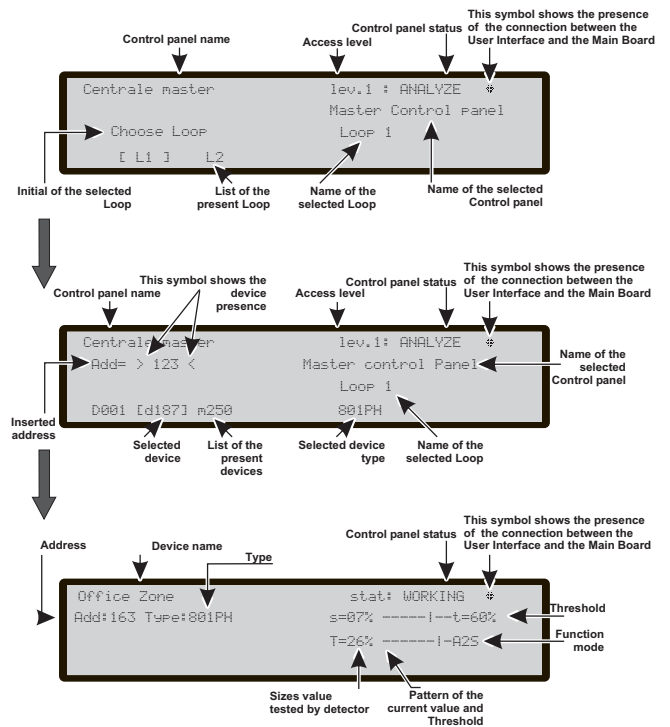 This symbol shows the presence
of the connection between the
User Interface and the Main Board
Control panel status
Control panel name
Access level
Centrale master
lev.1 : ANALYZE
Master Control panel
Choose Loop
Loop 1
[ L1 ] L2
Initial of the selected
Loop
List of the
present Loop
Name of the
selected Loop
Name of the selected
Control panel
This symbol shows the presence
of the connection between the
User Interface and the Main Board
This symbol shows the
device
presence
Control panel status
Control panel name
Access level
Centrale master
lev.1: ANALYZE
Add= > 123 <
Master control Panel
Name of the
selected
Control panel
Loop 1
D001 [d187] m250
801PH
Inserted
address
Selected
device
List of the
present
devices
Selected device
type
Name of the
selected Loop
This symbol shows the presence
of the connection between the
User Interface and the Main Board
Control panel status
Address
Device name
Type
Office Zone
stat: WORKING
Add:163 Type:801PH
s=07% -----|--t=60%
Threshold
T=26% ------|-A2S
Function
mode
Sizes value
tested by detector
Pattern of the
current value and
Threshold